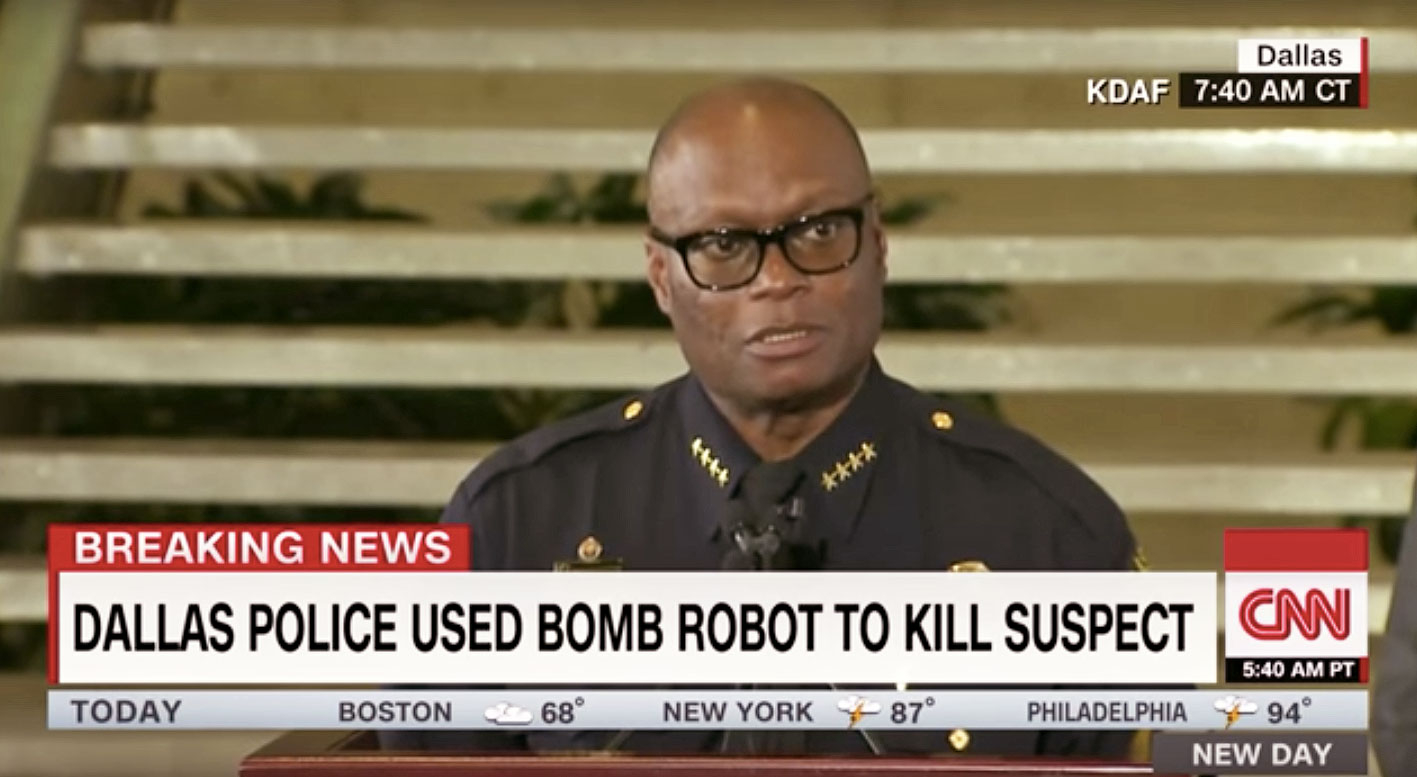 Dallas
KDAF 7:40 AM CT
BREAKING NEWS
DALLAS POLICE USED BOMB ROBOT TO KILL SUSPECT
CNN
5:40 AM PT
TODAY BOSTON 68° NEW YORK 87° PHILADELPHIA 94°
NEW DAY